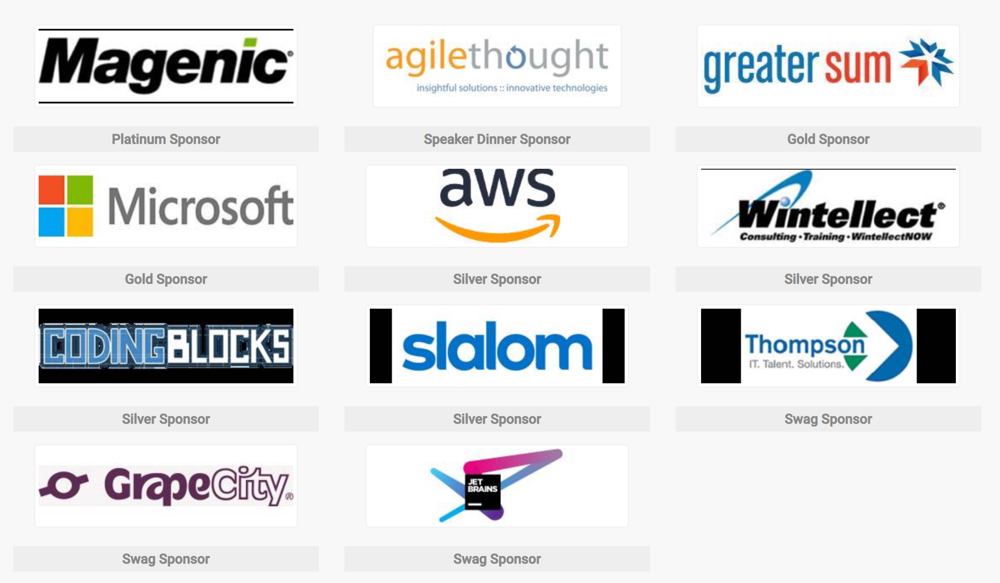 Magenic®
agilethought
insightful solutions :: innovative technologies
greater sum
Platinum Sponsor
Speaker Dinner Sponsor
Gold Sponsor
Microsoft
aws
Wintellect®
Consulting • Training • WintellectNOW
Gold Sponsor
Silver Sponsor
Silver Sponsor
CODINGBLOCKS
slalom
Thompson
IT. Talent. Solutions.
Silver Sponsor
Silver Sponsor
Swag Sponsor
GrapeCity®
JET
BRAINS
Swag Sponsor
Swag Sponsor